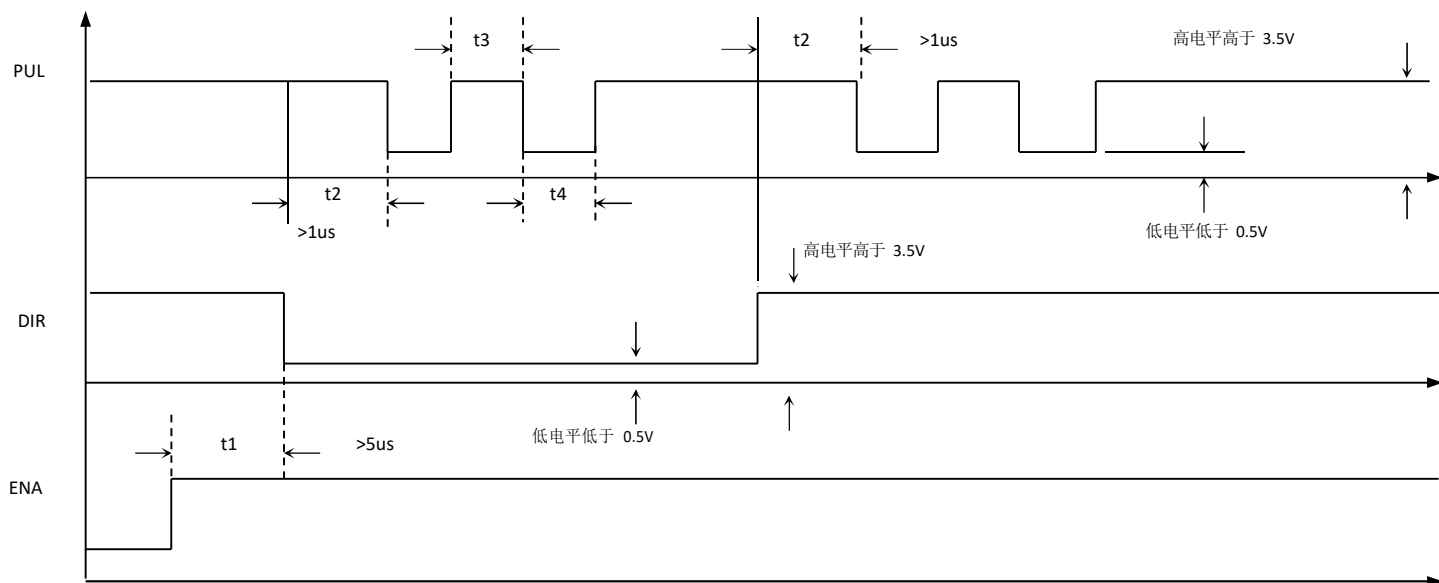 t3
t2
>1us
高电平高于 3.5V
PUL
t2
t4
>1us
低电平低于 0.5V
高电平高于 3.5V
DIR
t1
>5us
低电平低于 0.5V
ENA